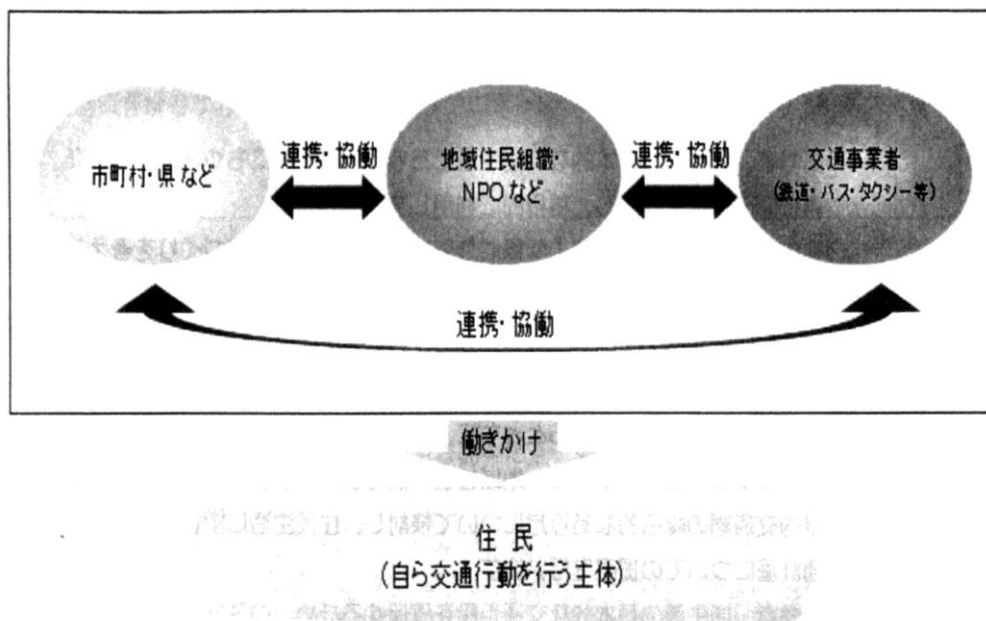 市町村・県など
連携・協働
地域住民組織・
NPOなど
連携・協働
交通事業者
(鉄道・バス・タクシー等)
連携・協働
働きかけ
住 民
(自ら交通行動を行う主体)